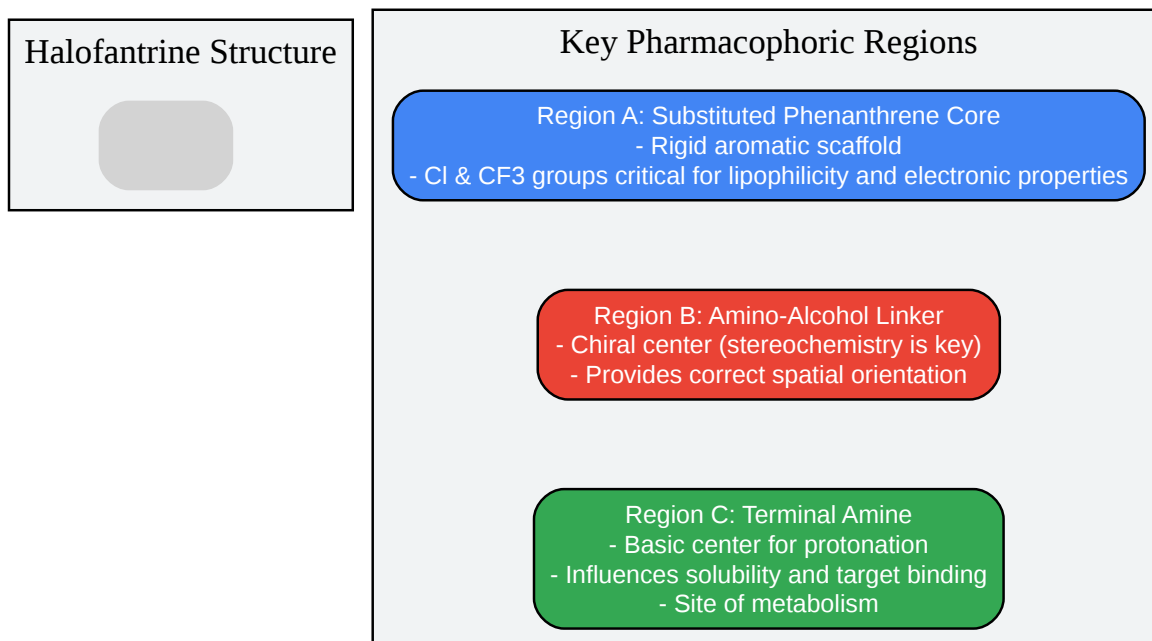 Halofantrine Structure
Key Pharmacophoric Regions
Region A: Substituted Phenanthrene Core
- Rigid aromatic scaffold
- Cl & CF3 groups critical for lipophilicity and electronic properties
Region B: Amino-Alcohol Linker
- Chiral center (stereochemistry is key)
- Provides correct spatial orientation
Region C: Terminal Amine
- Basic center for protonation
- Influences solubility and target binding
- Site of metabolism